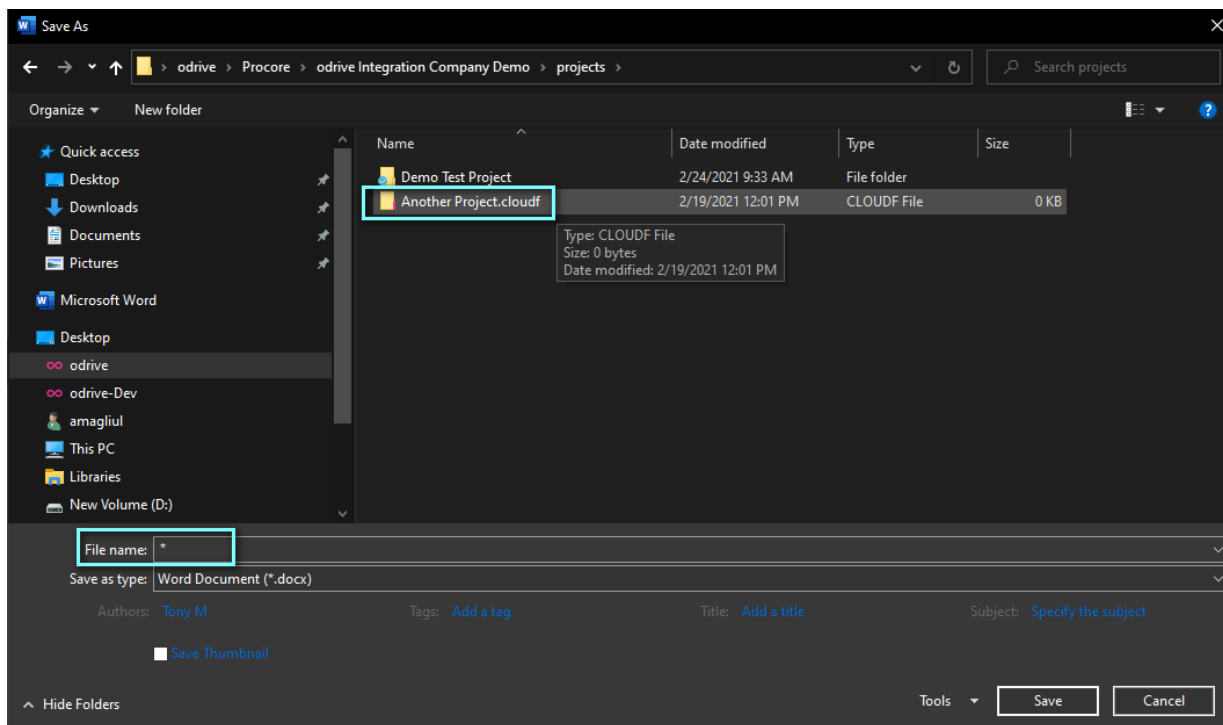 Save As
odrive > Procore > odrive Integration Company Demo > projects >
Search projects
Organize
New folder
Name
Date modified
Type
Size
Quick access
Desktop
Downloads
Documents
Pictures
Microsoft Word
Desktop
odrive
odrive-Dev
amagliul
This PC
Libraries
New Volume (D:)
Demo Test Project 2/24/2021 9:33 AM File folder
Another Project.cloudf 2/19/2021 12:01 PM CLOUDF File 0 KB
Type: CLOUDF File
Size: 0 bytes
Date modified: 2/19/2021 12:01 PM
File name: *
Save as type: Word Document (*.docx)
Authors: Tony M Tags: Add a tag Title: Add a title Subject: Specify the subject
Save Thumbnail
Hide Folders
Tools
Save
Cancel